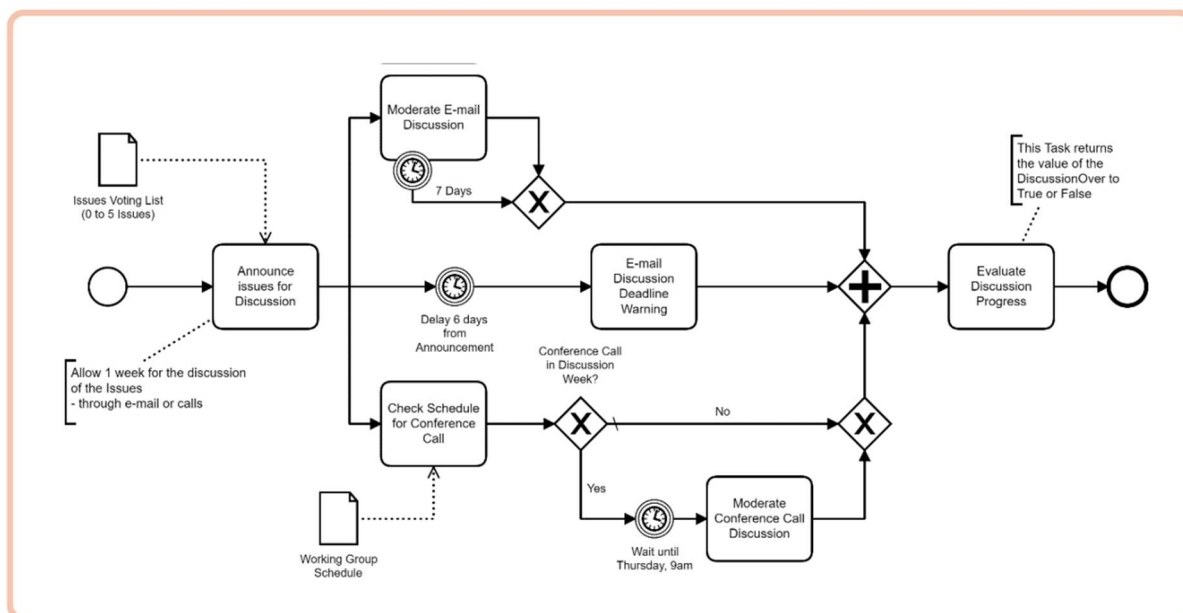 Moderate E-mail
Discussion
7 Days
X
Issues Voting List
(0 to 5 Issues)
Announce
issues for
Discussion
Allow 1 week for the discussion
of the Issues
- through e-mail or calls
Delay 6 days
from
Announcement
E-mail
Discussion
Deadline
Warning
This Task returns
the value of the
DiscussionOver to
True or False
Evaluate
Discussion
Progress
Check Schedule
for Conference
Call
Working Group
Schedule
Conference Call
in Discussion
Week?
X
No
X
Yes
Wait until
Thursday, 9am
Moderate
Conference Call
Discussion